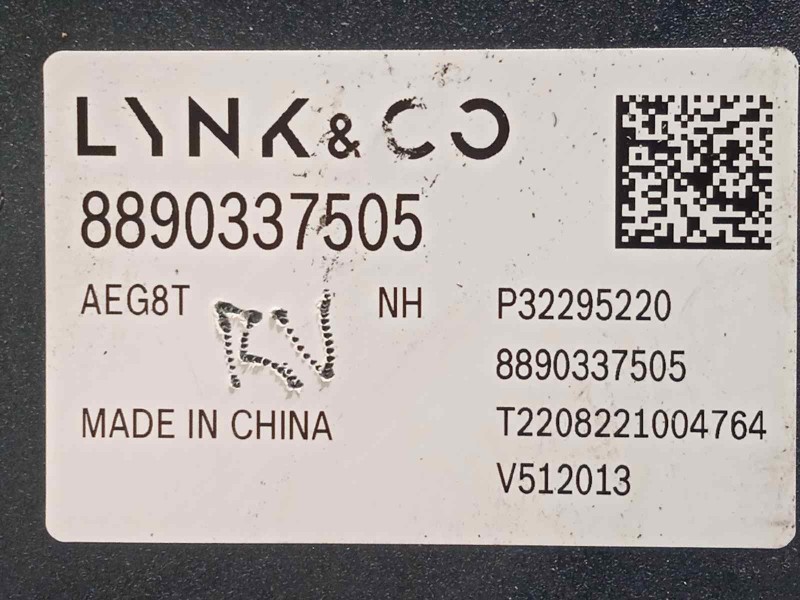 LYNK & CO
8890337505
AEG8T NH P32295220
8890337505
MADE IN CHINA T2208221004764
V512013